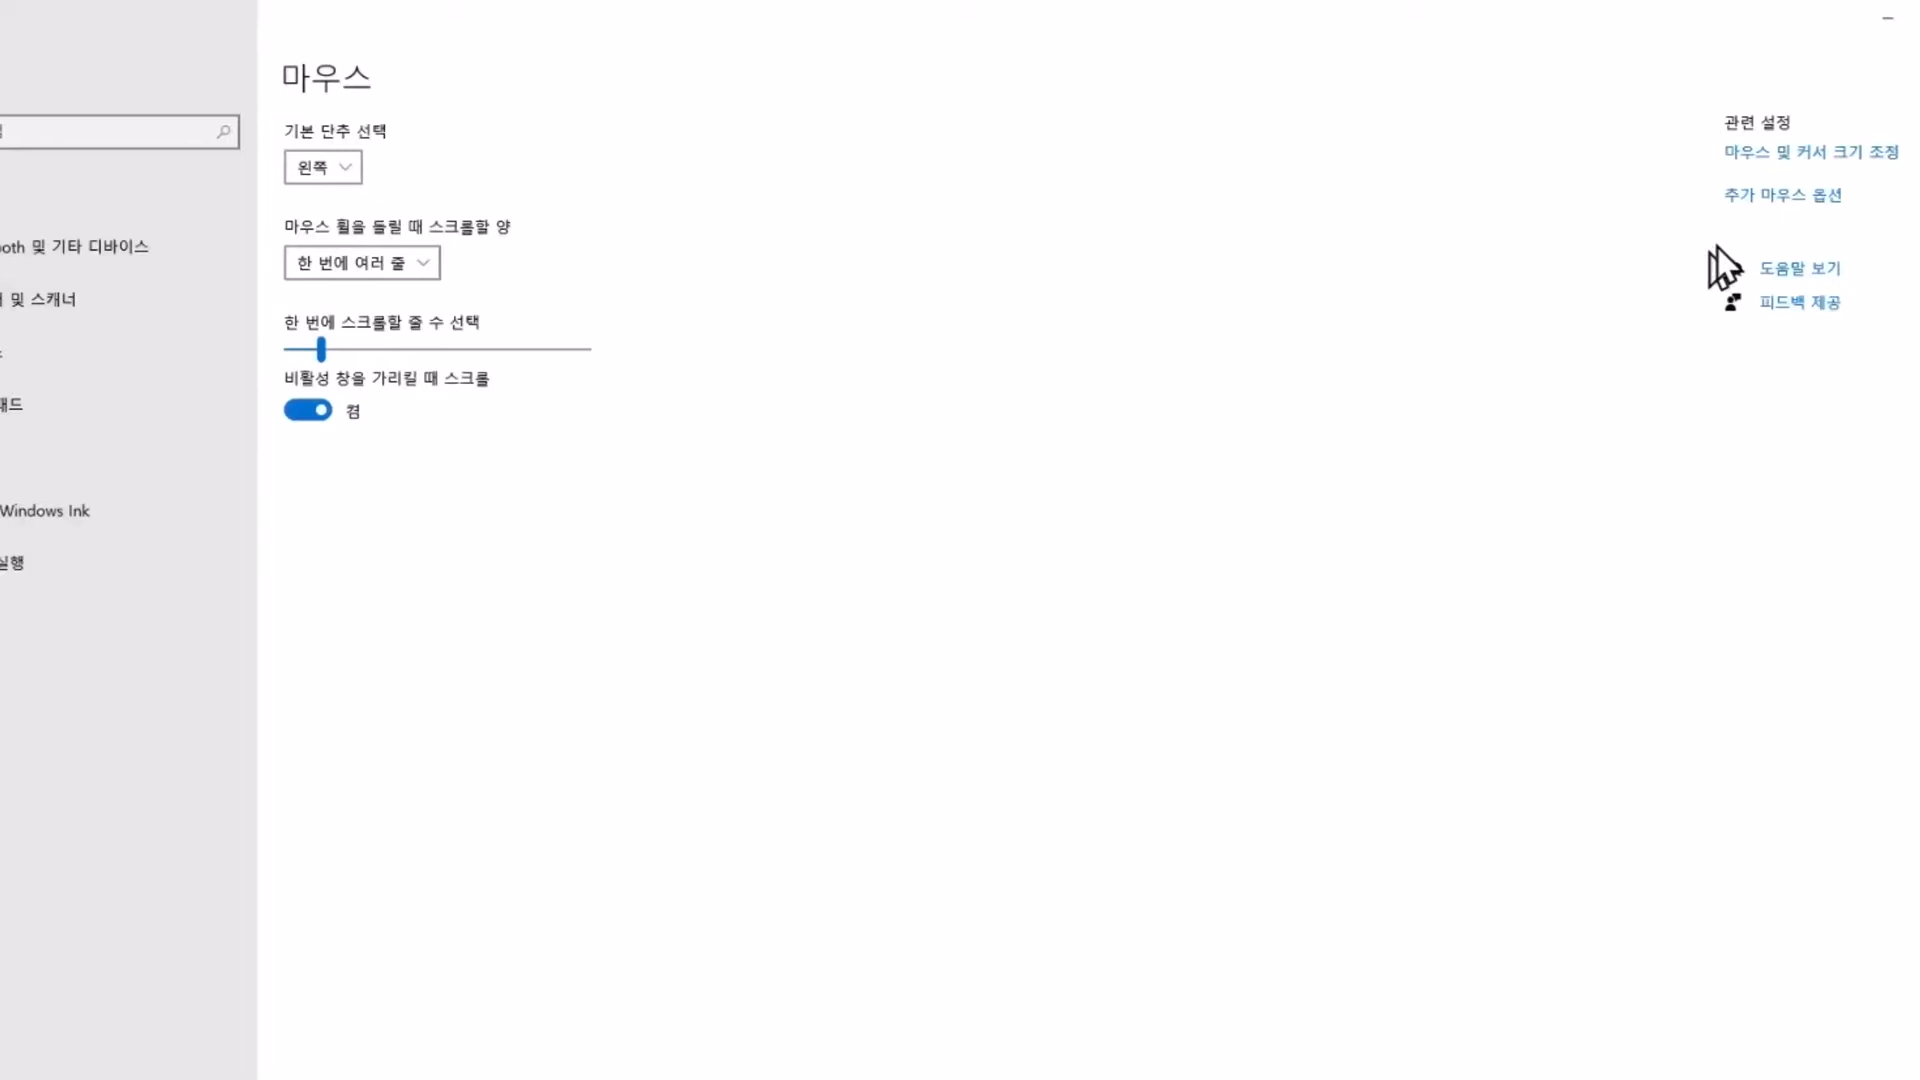 마우스
기본 단추 선택
왼쪽
마우스 휠을 돌릴 때 스크롤할 양
한 번에 여러 줄
한 번에 스크롤할 줄 수 선택
비활성 창을 가리킬 때 스크롤
켬
관련 설정
마우스 및 커서 크기 조정
추가 마우스 옵션
도움말 보기
피드백 제공
및 기타 디바이스
및 스캐너
Windows Ink
실행